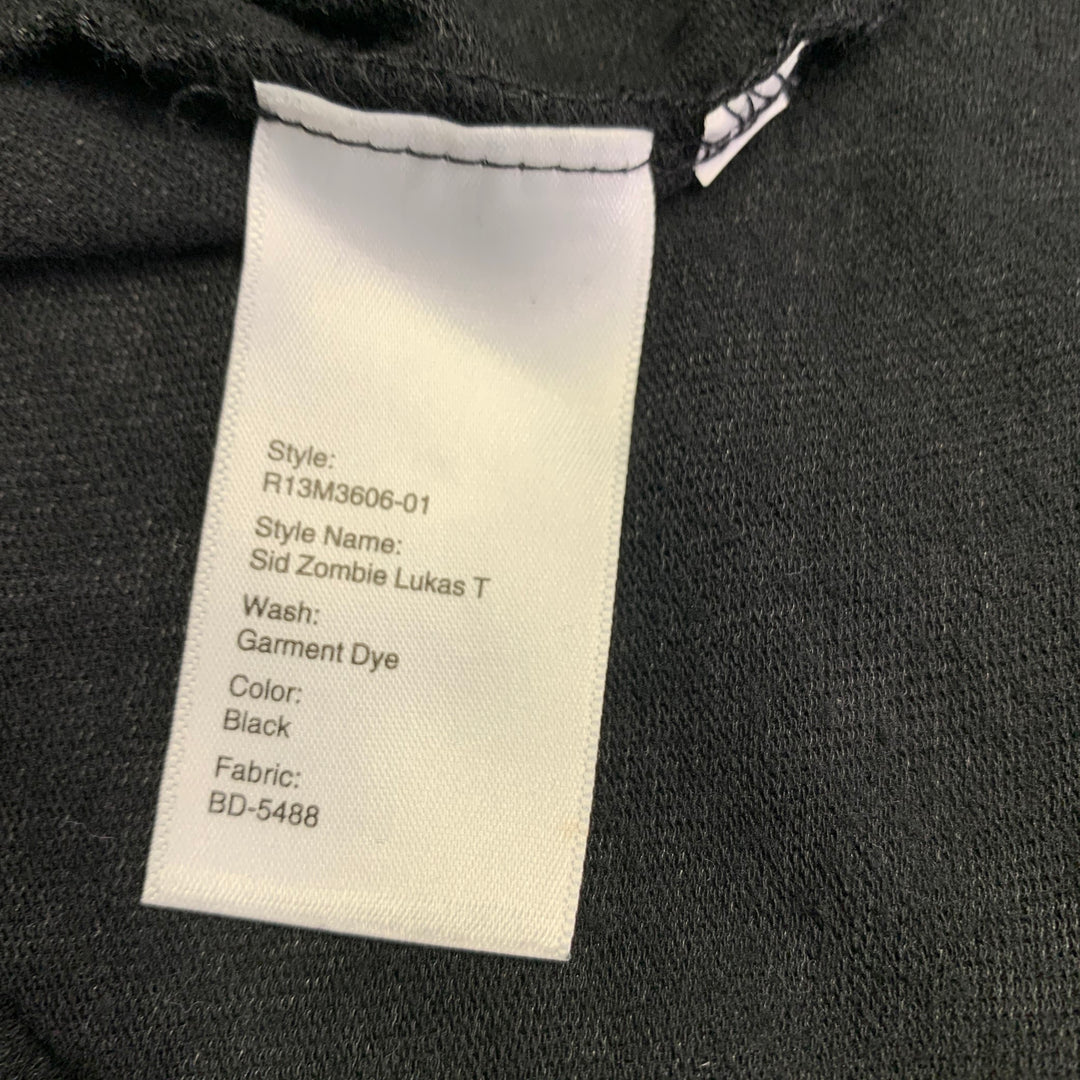 Style:
R13M3606-01
Style Name:
Sid Zombie Lukas T
Wash:
Garment Dye
Color:
Black
Fabric:
BD-5488